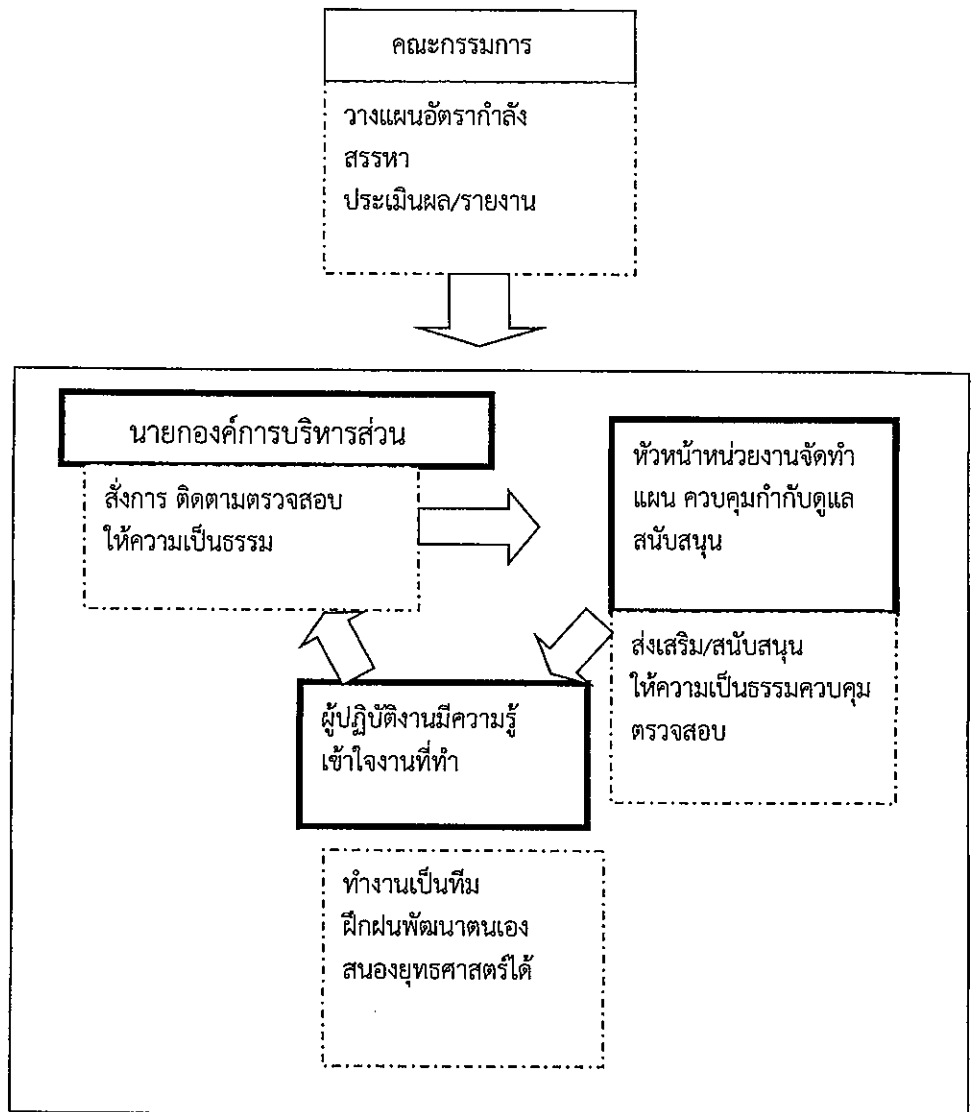 คณะกรรมการ
วางแผนอัตรากำลัง
สรรหา
ประเมินผล/รายงาน
นายกองค์การบริหารส่วน
สั่งการ ติดตามตรวจสอบ
ให้ความเป็นธรรม
หัวหน้าหน่วยงานจัดทำ
แผน ควบคุมกำกับดูแล
สนับสนุน
ส่งเสริม/สนับสนุน
ให้ความเป็นธรรมควบคุม
ตรวจสอบ
ผู้ปฏิบัติงานมีความรู้
เข้าใจงานที่ทำ
ทำงานเป็นทีม
ฝึกฝนพัฒนาตนเอง
สนองยุทธศาสตร์ได้